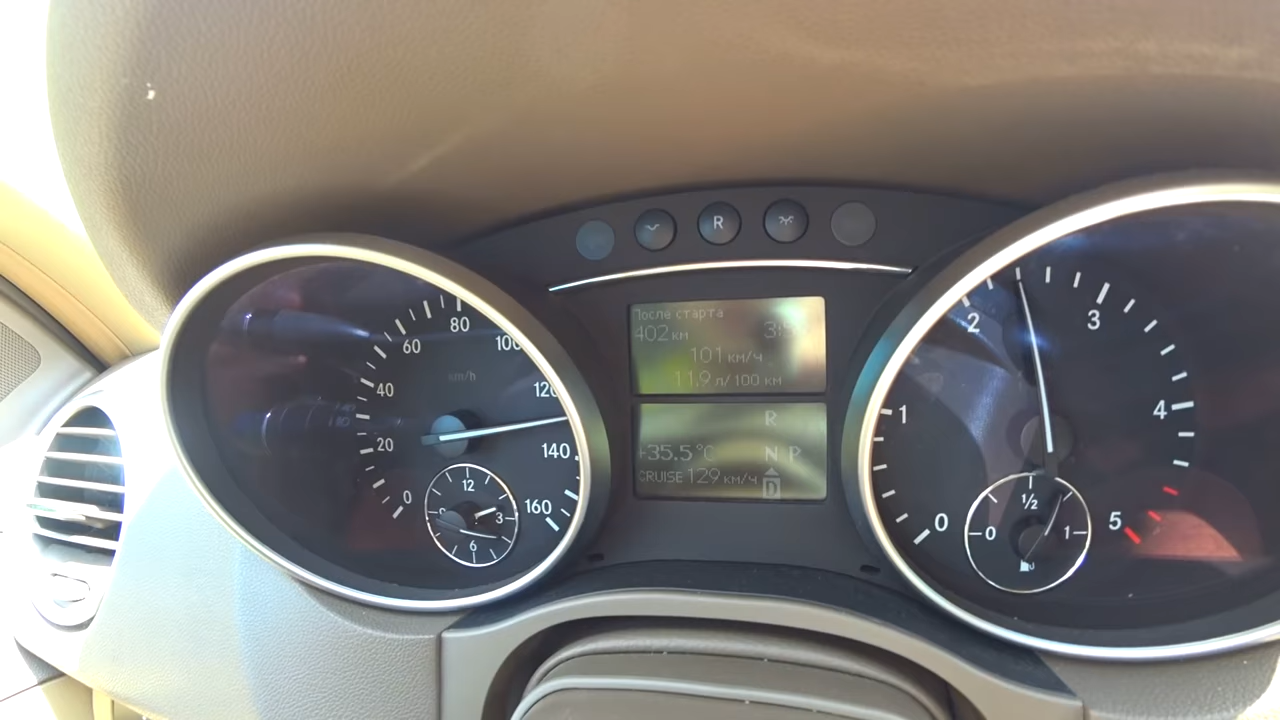 R
80
60
100
km/h
40
120
20
140
0
160
12
3
6
После старта
402 км
101 км/ч
11.9 л/100 км
R
+35.5°C N P
CRUISE 129 км/ч D
2
3
1
4
0
5
1/2
0
1